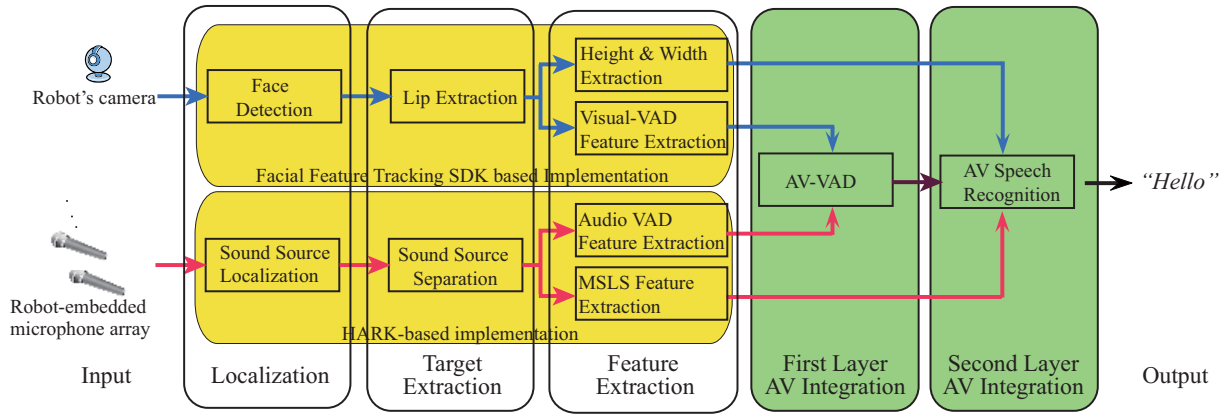 Robot's camera
Face
Detection
Lip Extraction
Height & Width
Extraction
Visual-VAD
Feature Extraction
Facial Feature Tracking SDK based Implementation
AV-VAD
AV Speech
Recognition
“Hello”
Robot-embedded
microphone array
Sound Source
Localization
Sound Source
Separation
Audio VAD
Feature Extraction
MSLS Feature
Extraction
HARK-based implementation
Input
Localization
Target
Extraction
Feature
Extraction
First Layer
AV Integration
Second Layer
AV Integration
Output